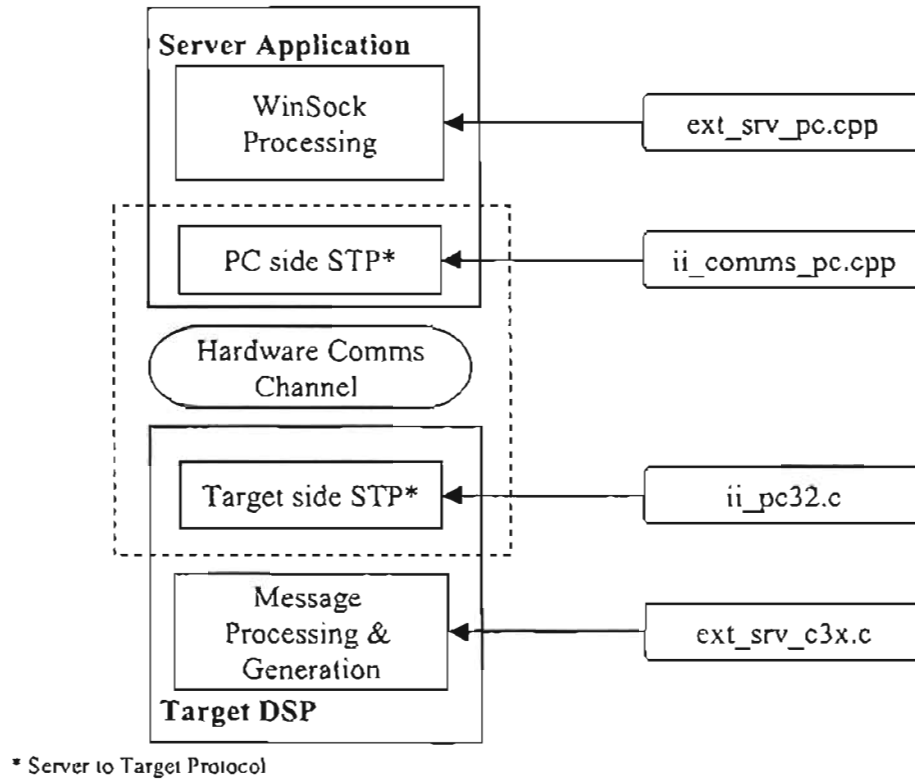 Server Application
WinSock
Processing
ext_srv_pc.cpp
PC side STP*
ii_comms_pc.cpp
Hardware Comms
Channel
Target side STP*
ii_pc32.c
Message
Processing &
Generation
ext_srv_c3x.c
Target DSP
* Server to Target Protocol